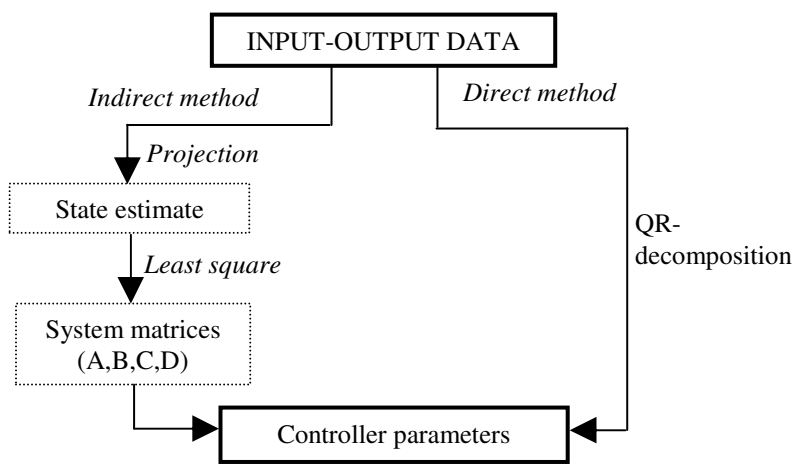 INPUT-OUTPUT DATA
Indirect method
Direct method
Projection
State estimate
QR-
decomposition
Least square
System matrices
(A,B,C,D)
Controller parameters